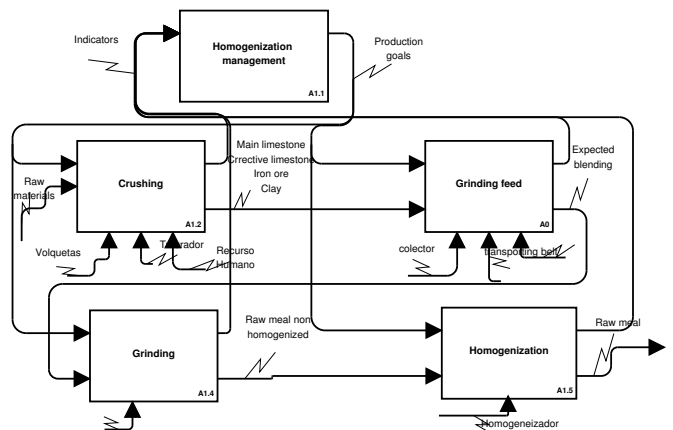 Indicators
Homogenization
management
A1.1
Production
goals
Main limestone
Crrective limestone
Iron ore
Clay
Crushing
A1.2
Raw
materials
Grinding feed
A0
Expected
blending
Volquetas
Recurso
Humano
colector
transporting belt
Grinding
A1.4
Raw meal non
homogenized
Homogenization
A1.5
Raw meal
Homogeneizador